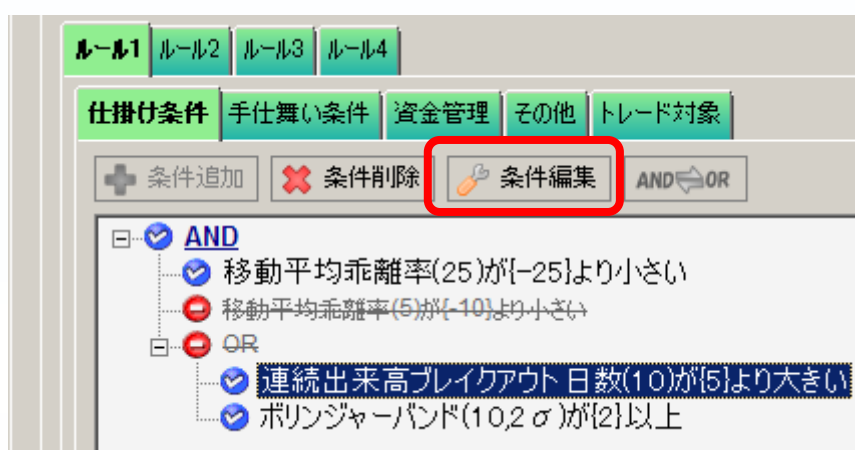 ルール1 ルール2 ルール3 ルール4
仕掛け条件 手仕舞い条件 資金管理 その他 トレード対象
条件追加 条件削除 条件編集 AND OR
AND
移動平均乖離率(25)が{-25}より小さい
移動平均乖離率(5)が{-10}より小さい
OR
連続出来高ブレイクアウト日数(10)が{5}より大きい
ボリンジャーバンド(10,2σ)が{2}以上